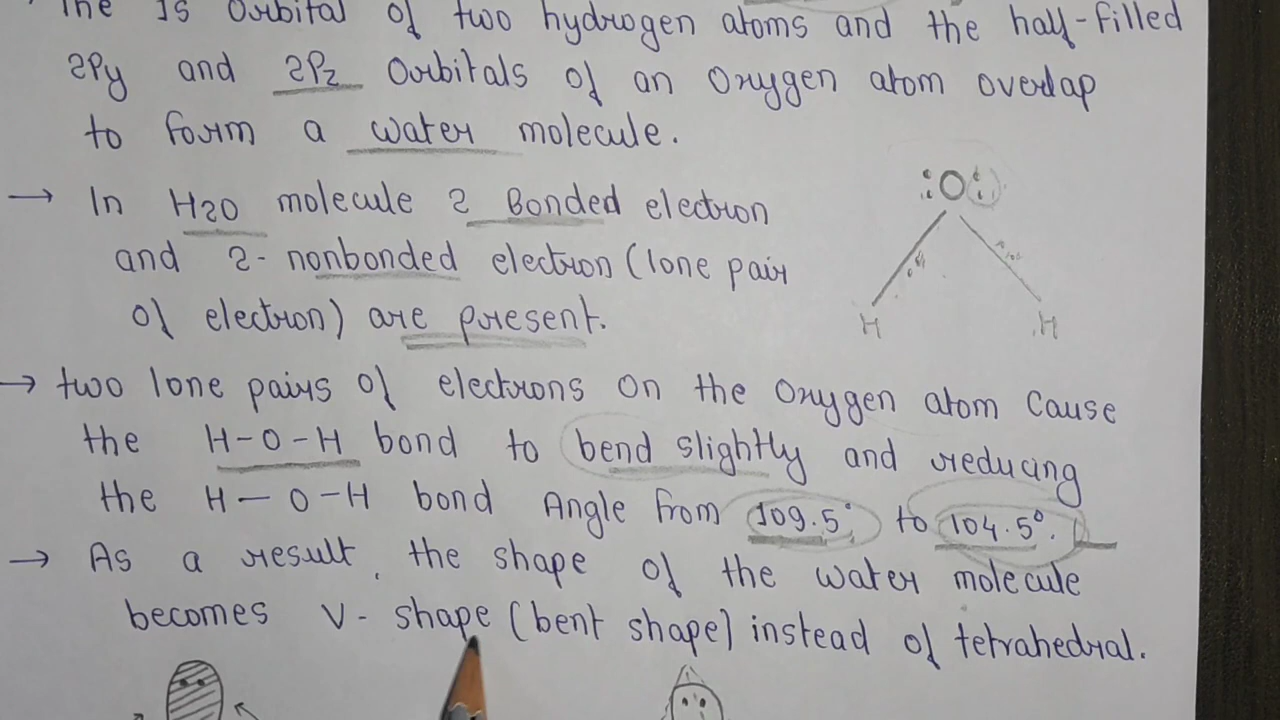 The 1s Orbital of two hydrogen atoms and the half-filled
2Py and 2Pz Orbitals of an Oxygen atom overlap
to form a water molecule.
→ In H2O molecule 2 Bonded electron
and 2- nonbonded electron (lone pair
of electron) are present.
:O:
H H
→ two lone pairs of electrons on the Oxygen atom Cause
the H-O-H bond to bend slightly and reducing
the H-O-H bond Angle from 109.5° to 104.5°.
→ As a result, the shape of the water molecule
becomes V-shape (bent shape) instead of tetrahedral.